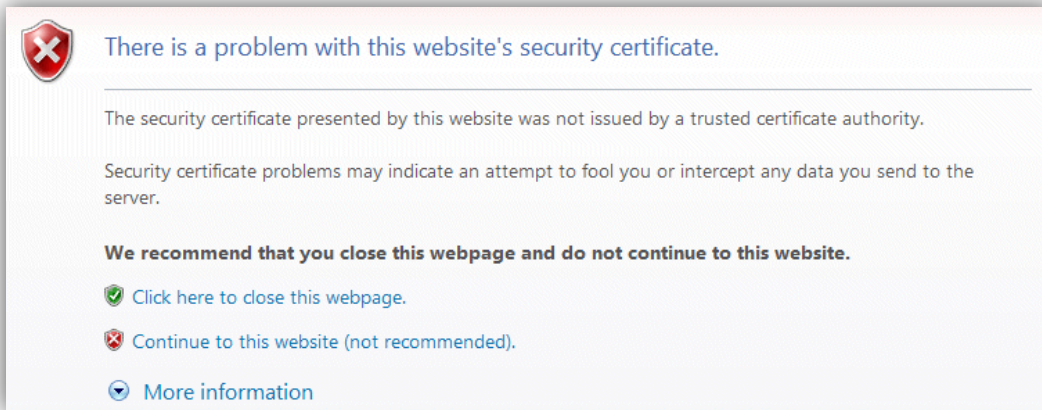 There is a problem with this website's security certificate.
The security certificate presented by this website was not issued by a trusted certificate authority.
Security certificate problems may indicate an attempt to fool you or intercept any data you send to the
server.
We recommend that you close this webpage and do not continue to this website.
Click here to close this webpage.
Continue to this website (not recommended).
More information